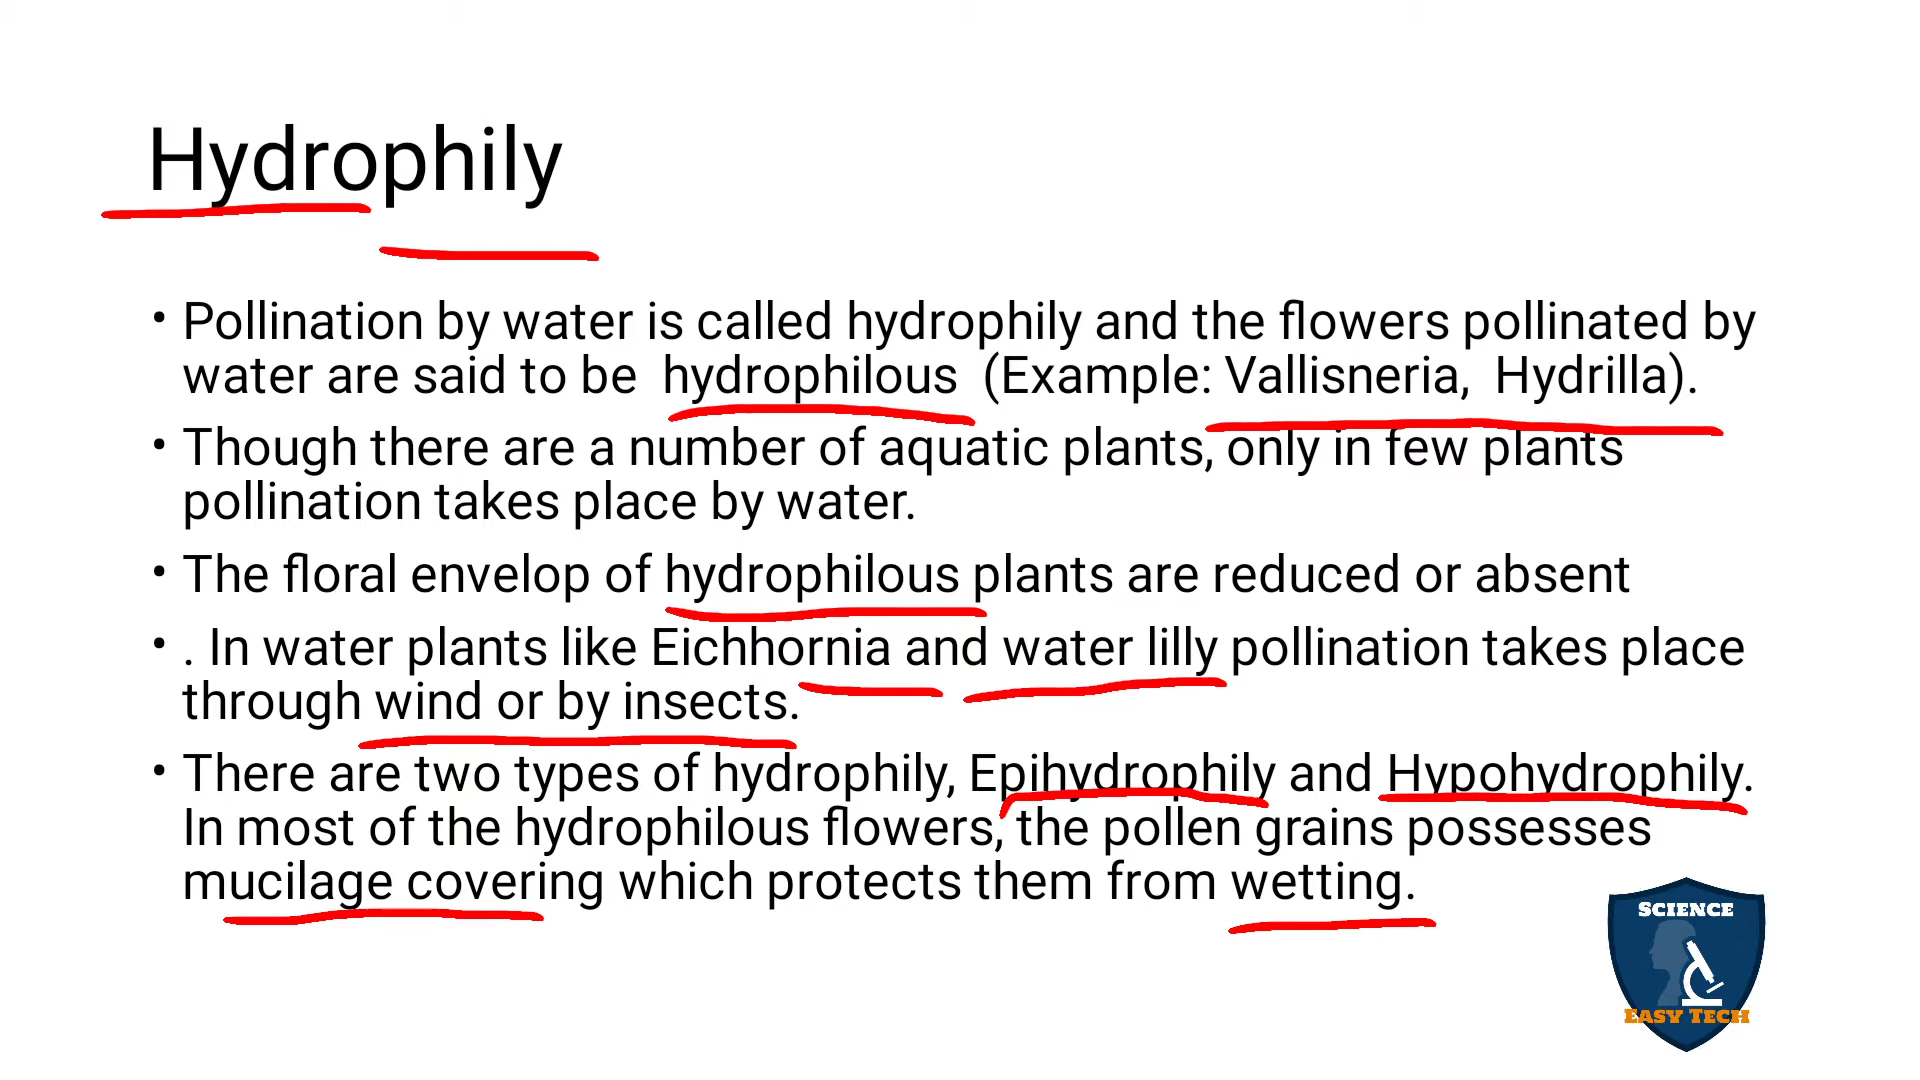 Hydrophily
• Pollination by water is called hydrophily and the flowers pollinated by
water are said to be hydrophilous (Example: Vallisneria, Hydrilla).
• Though there are a number of aquatic plants, only in few plants
pollination takes place by water.
• The floral envelop of hydrophilous plants are reduced or absent
• . In water plants like Eichhornia and water lilly pollination takes place
through wind or by insects.
• There are two types of hydrophily, Epihydrophily and Hypohydrophily.
In most of the hydrophilous flowers, the pollen grains possesses
mucilage covering which protects them from wetting.
SCIENCE
EASY TECH